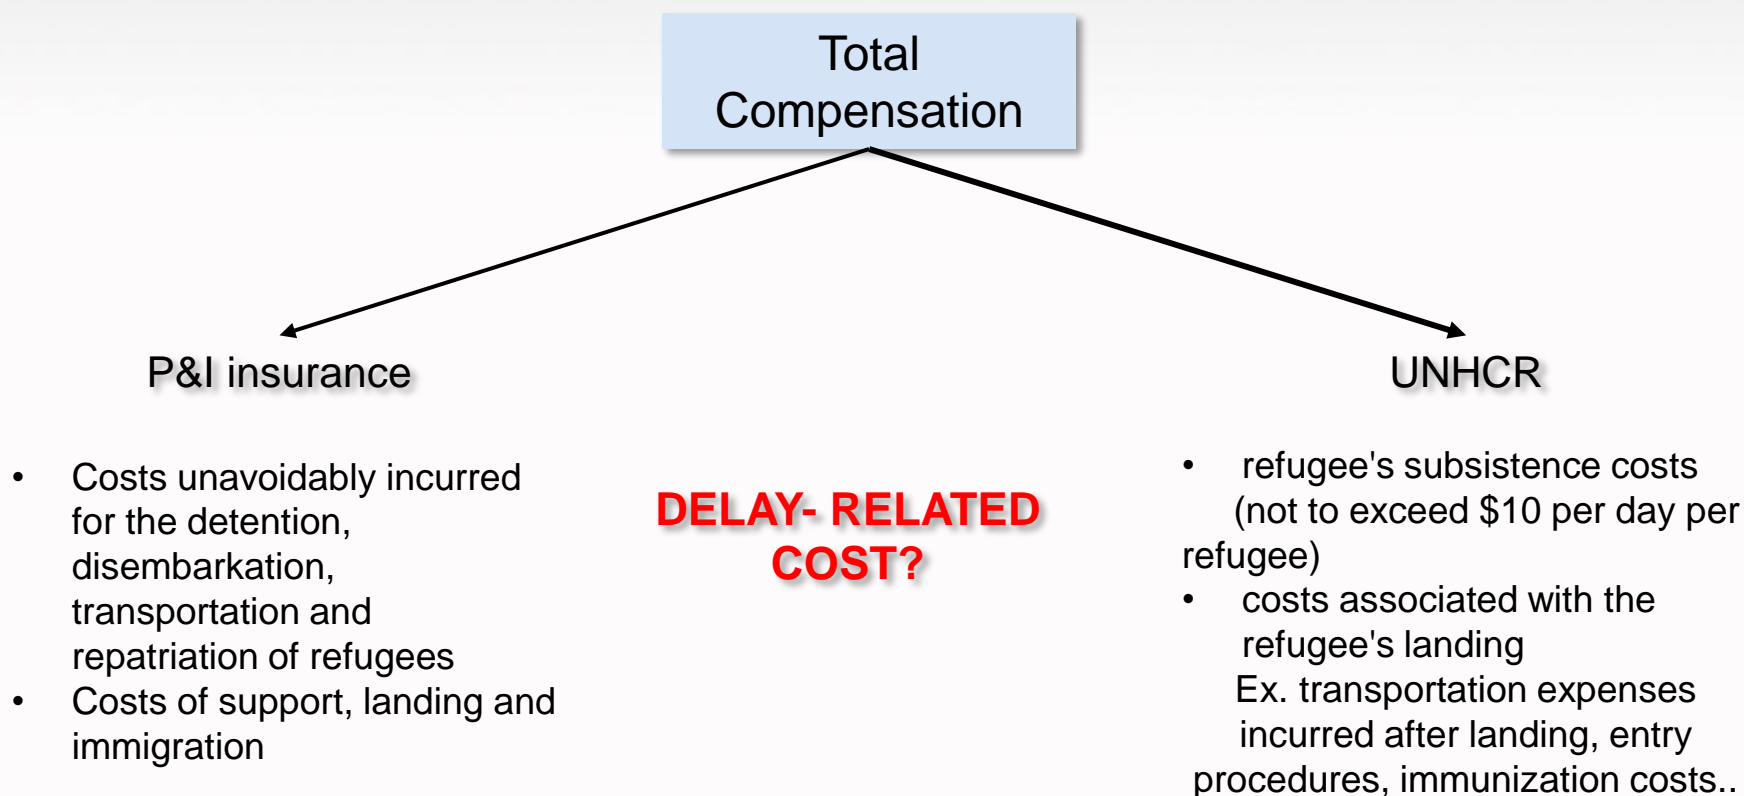 Total
Compensation
P&I insurance
• Costs unavoidably incurred
for the detention,
disembarkation,
transportation and
repatriation of refugees
• Costs of support, landing and
immigration
DELAY- RELATED
COST?
UNHCR
• refugee's subsistence costs
(not to exceed $10 per day per
refugee)
• costs associated with the
refugee's landing
Ex. transportation expenses
incurred after landing, entry
procedures, immunization costs..